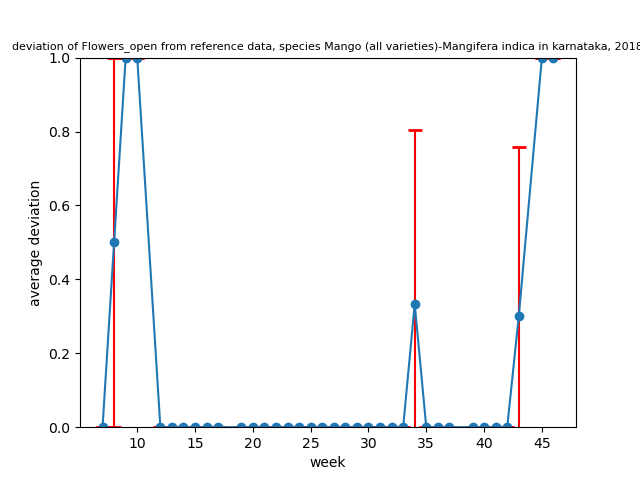 deviation of Flowers_open from reference data, species Mango (all varieties)-Mangifera indica in karnataka, 2018
1.0
0.8
0.6
0.4
0.2
0.0
average deviation
10 15 20 25 30 35 40 45
week